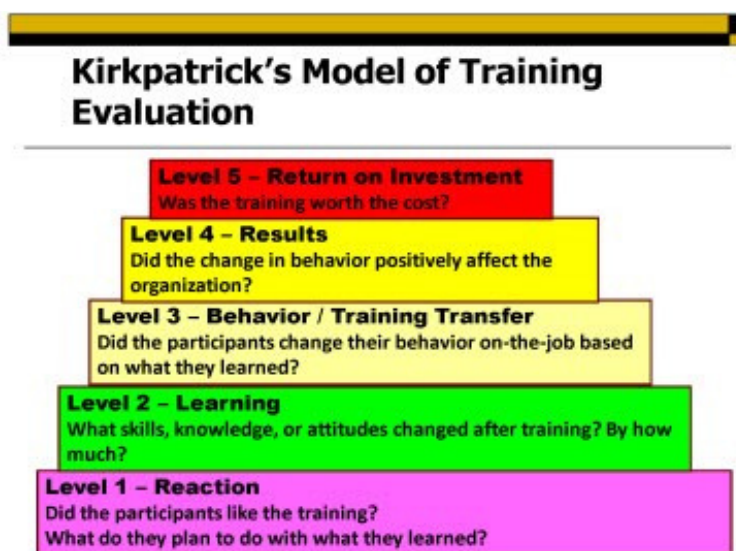 Kirkpatrick's Model of Training
Evaluation
Level 5 – Return on Investment
Was the training worth the cost?
Level 4 – Results
Did the change in behavior positively affect the
organization?
Level 3 – Behavior / Training Transfer
Did the participants change their behavior on-the-job based
on what they learned?
Level 2 – Learning
What skills, knowledge, or attitudes changed after training? By how
much?
Level 1 – Reaction
Did the participants like the training?
What do they plan to do with what they learned?